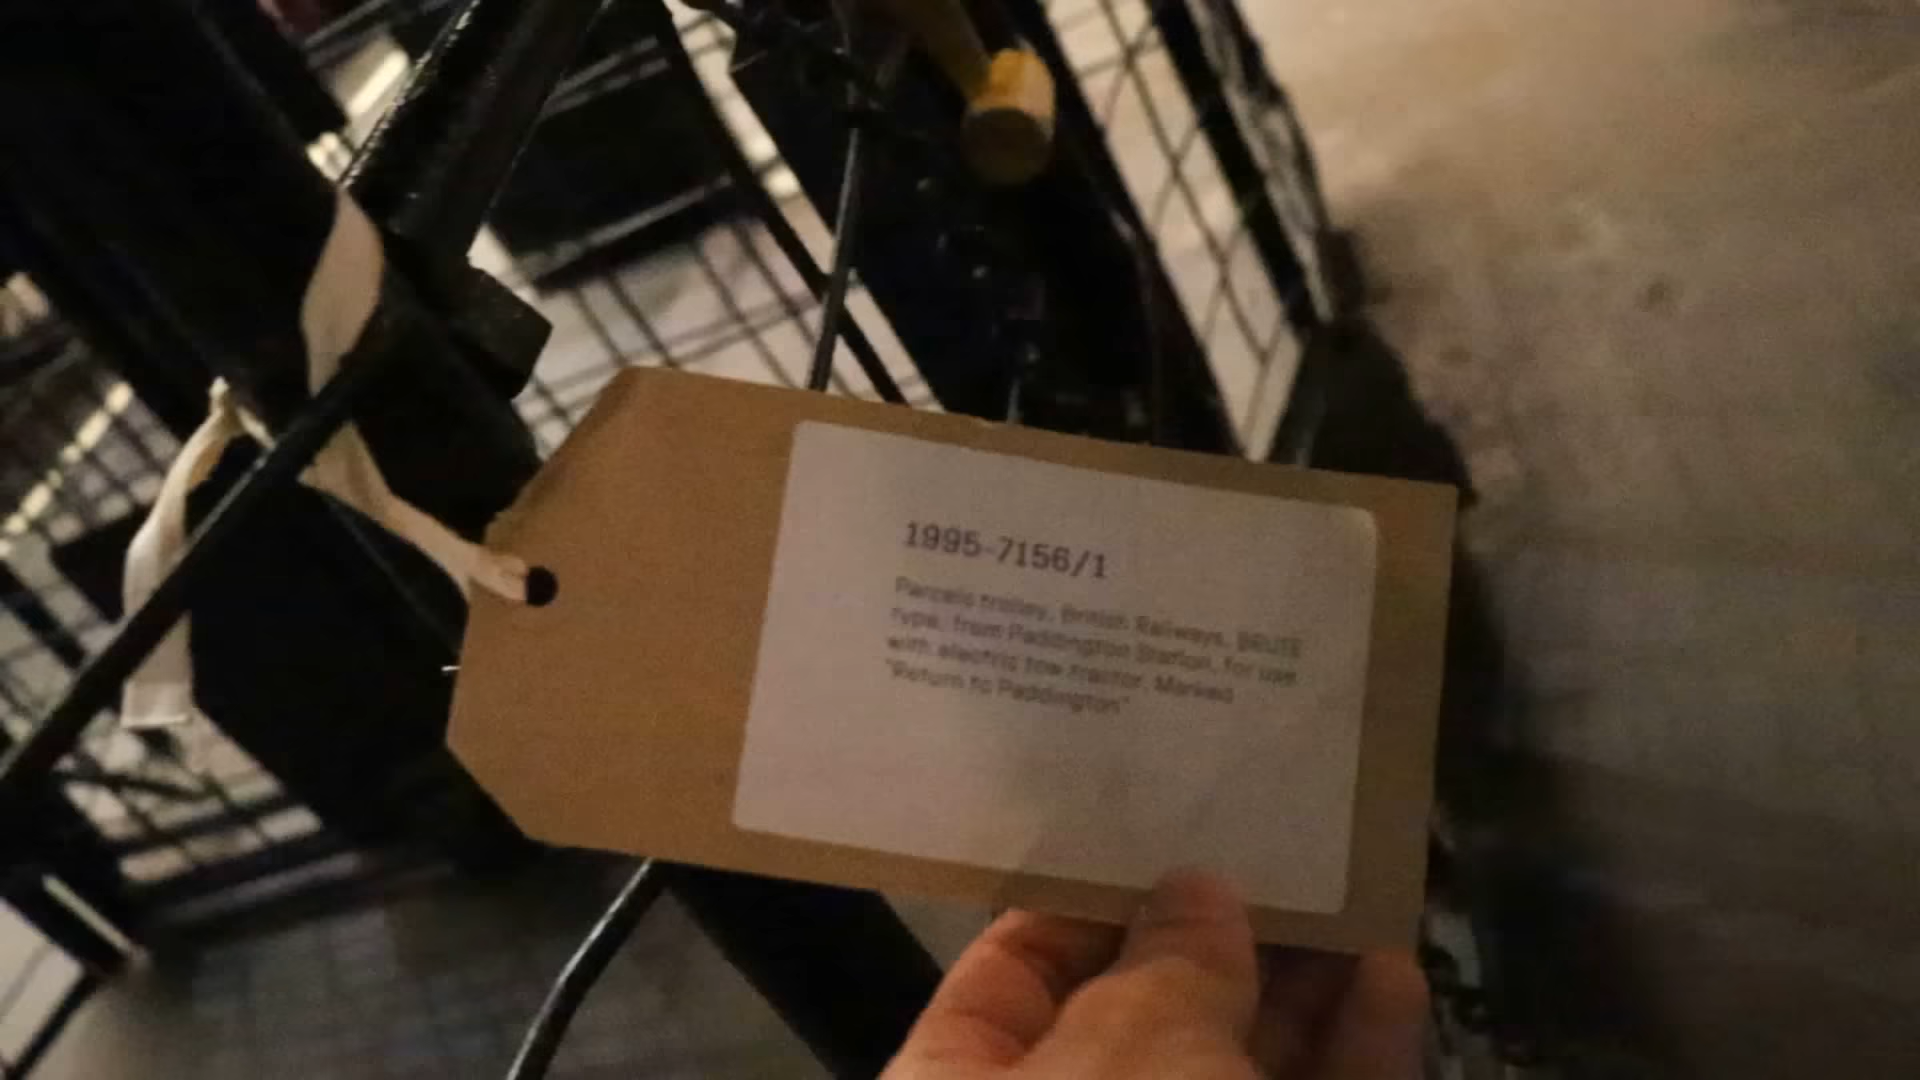 1995-7156/1
Parcels trolley, British Railways, BRUTE
type, from Paddington Station, for use
with electric tow tractor. Marked
"Return to Paddington"